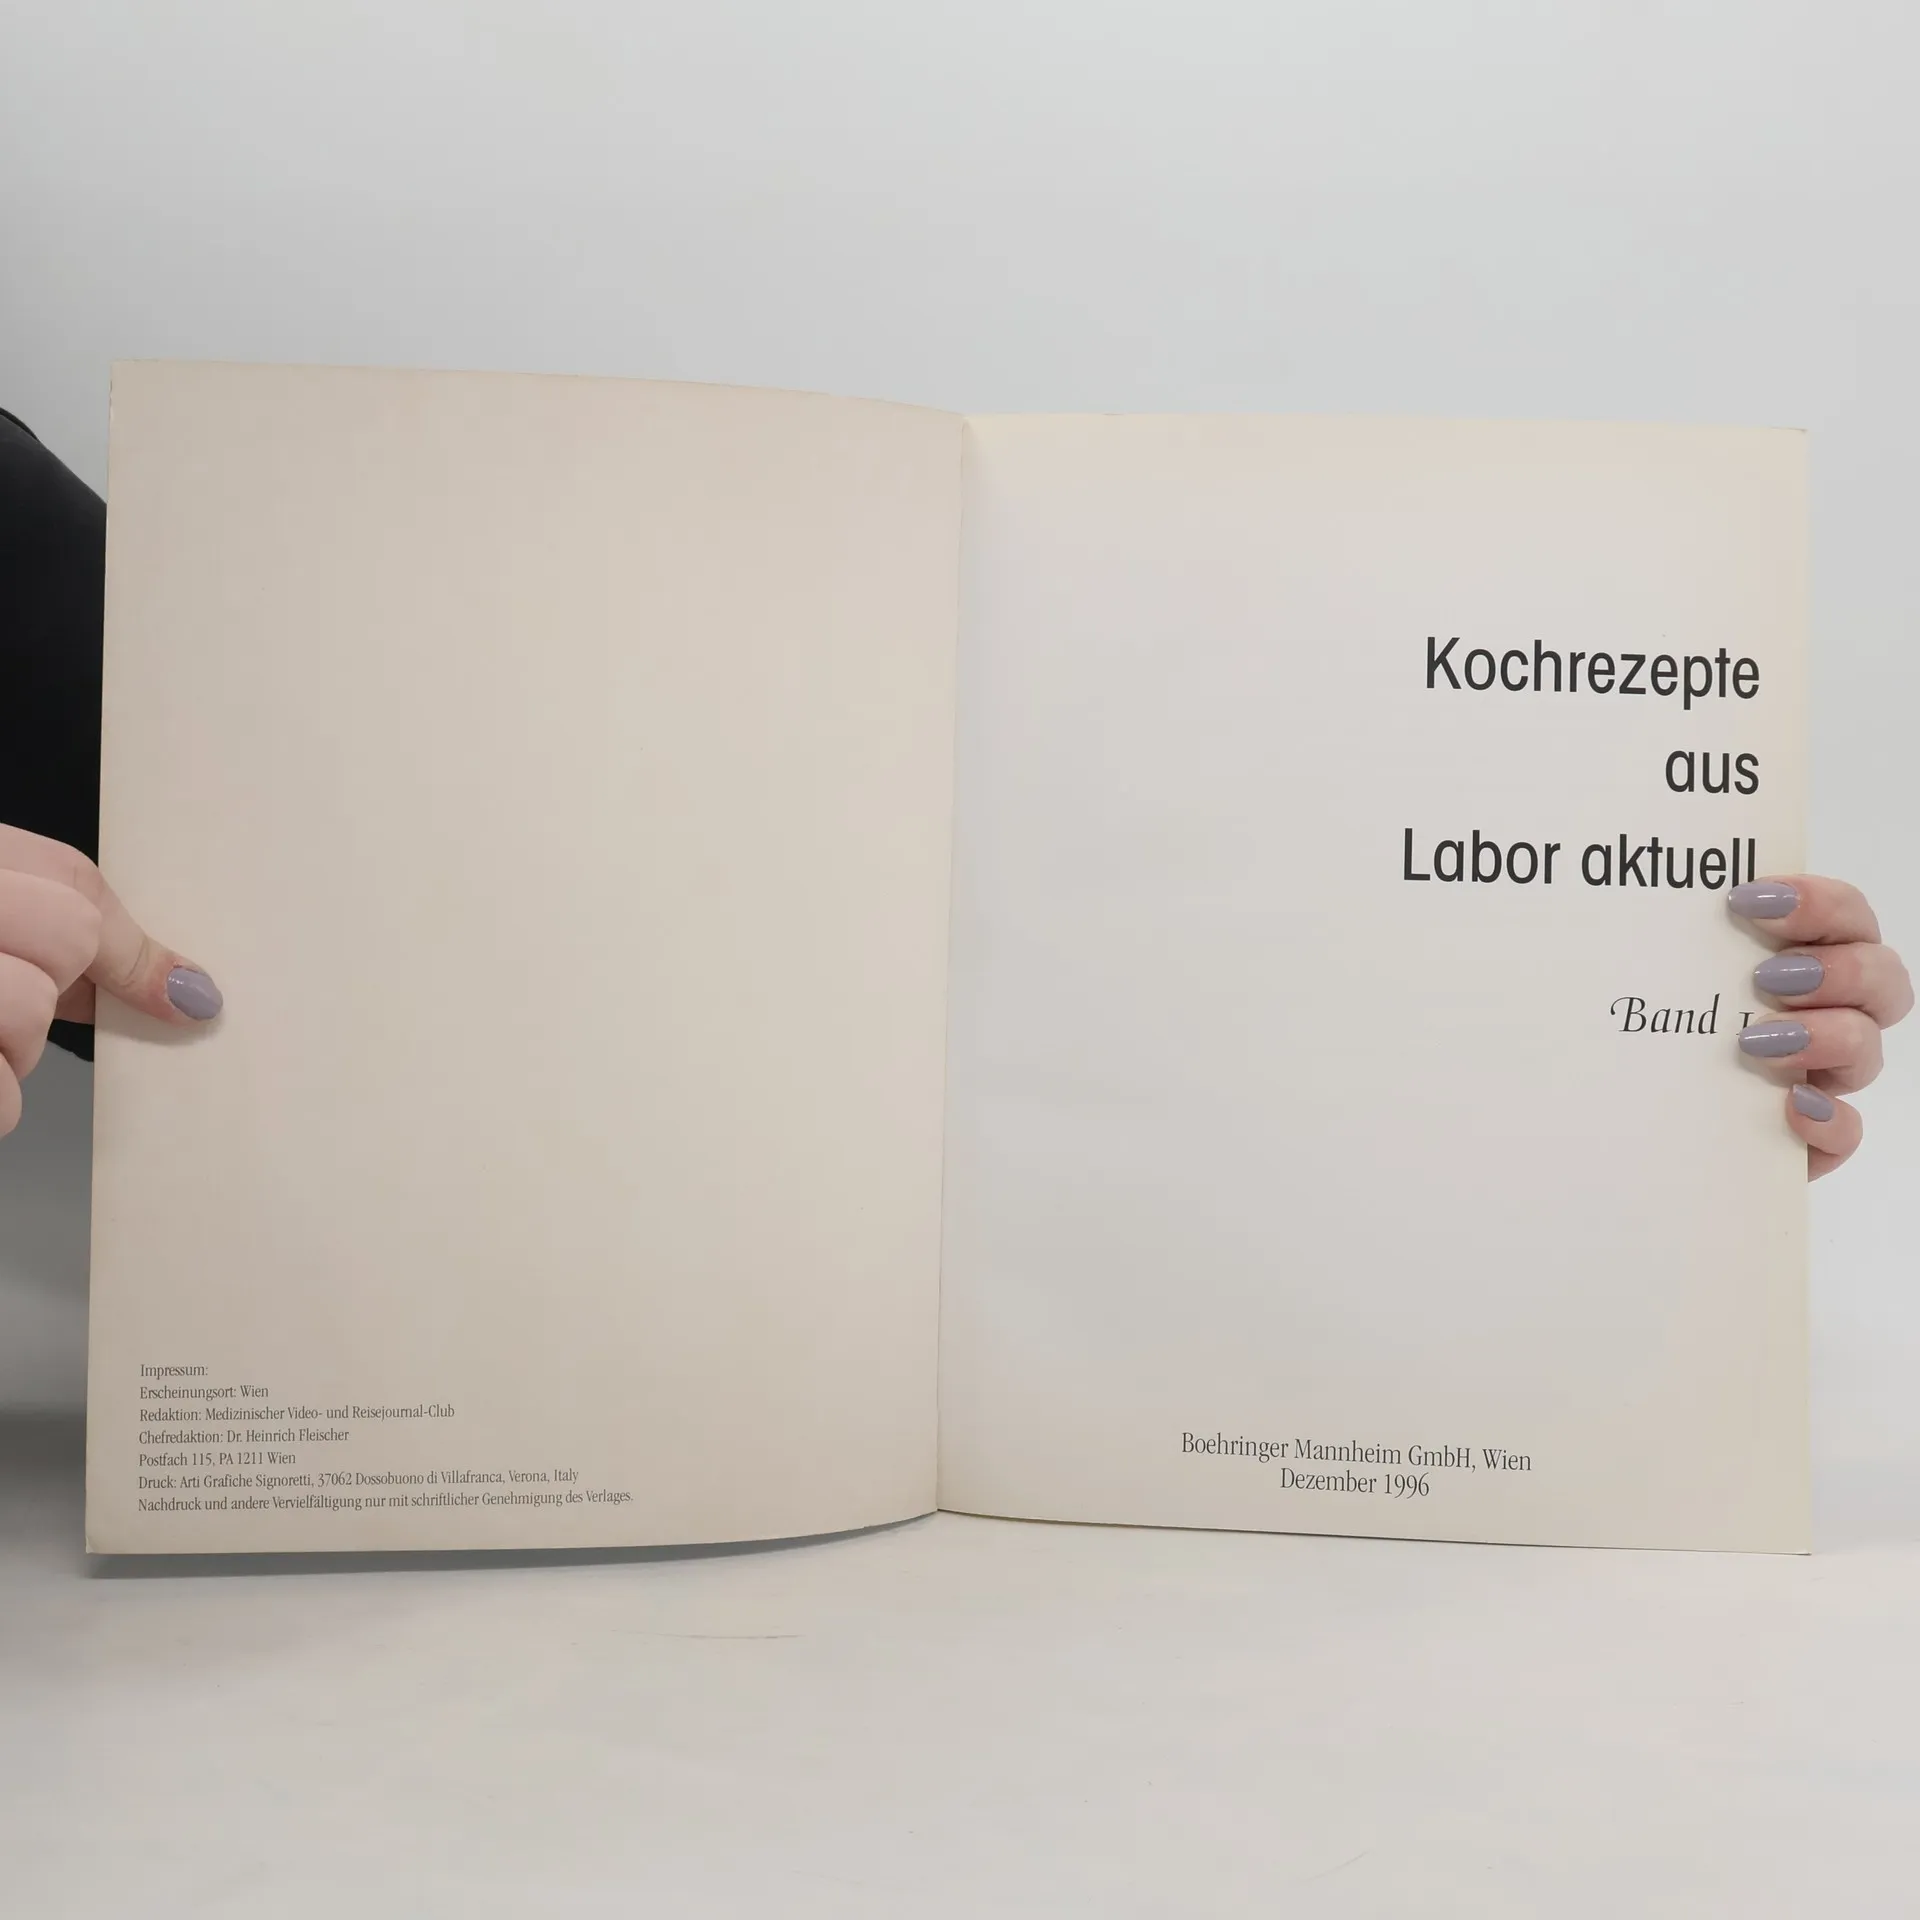 Impressum:
Erscheinungsort: Wien
Redaktion: Medizinischer Video- und Reisejournal-Club
Chefredaktion: Dr. Heinrich Fleischer
Postfach 115, PA 1211 Wien
Druck: Arti Grafiche Signoretti, 37062 Dossobuono di Villafranca, Verona, Italy
Nachdruck und andere Vervielfältigung nur mit schriftlicher Genehmigung des Verlages.
Kochrezepte
aus
Labor aktuell
Band
Boehringer Mannheim GmbH, Wien
Dezember 1996